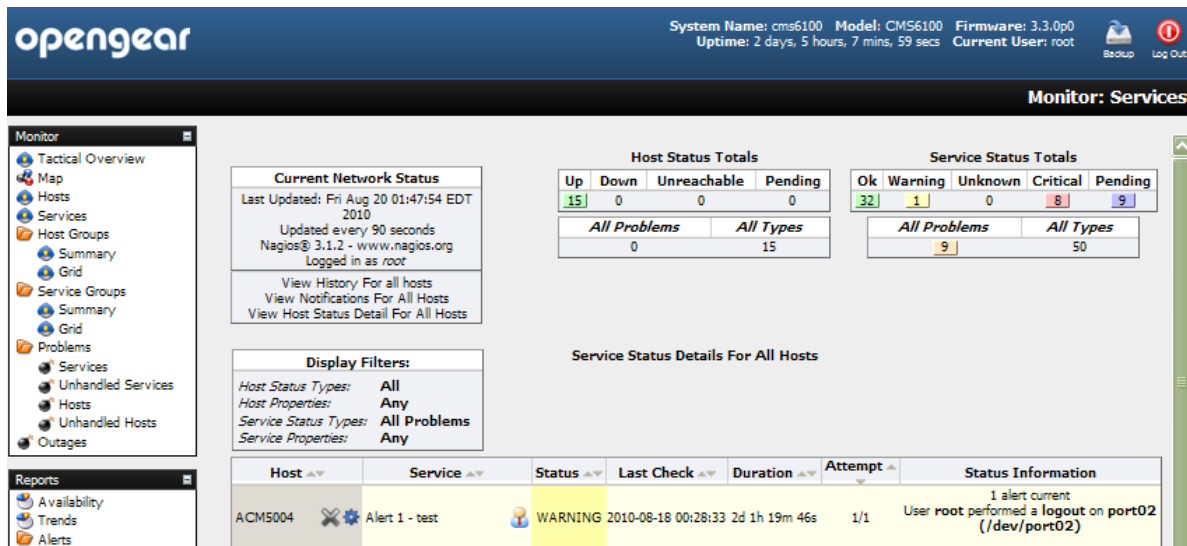 opengear
System Name: cms6100 Model: CMS6100 Firmware: 3.3.0p0
Uptime: 2 days, 5 hours, 7 mins, 59 secs Current User: root
Backup
Log Out
Monitor: Services
Monitor
Tactical Overview
Map
Hosts
Services
Host Groups
Summary
Grid
Service Groups
Summary
Grid
Problems
Services
Unhandled Services
Hosts
Unhandled Hosts
Outages
Reports
Availability
Trends
Alerts
Current Network Status
Last Updated: Fri Aug 20 01:47:54 EDT
2010
Updated every 90 seconds
Nagios® 3.1.2 - www.nagios.org
Logged in as root
View History For all hosts
View Notifications For All Hosts
View Host Status Detail For All Hosts
Host Status Totals
Up Down Unreachable Pending
15 0 0 0
All Problems All Types
0 15
Service Status Totals
Ok Warning Unknown Critical Pending
32 1 0 8 9
All Problems All Types
9 50
Display Filters:
Host Status Types: All
Host Properties: Any
Service Status Types: All Problems
Service Properties: Any
Service Status Details For All Hosts
Host Service Status Last Check Duration Attempt Status Information
ACM5004 Alert 1 - test WARNING 2010-08-18 00:28:33 2d 1h 19m 46s 1/1
1 alert current
User root performed a logout on port02
(/dev/port02)